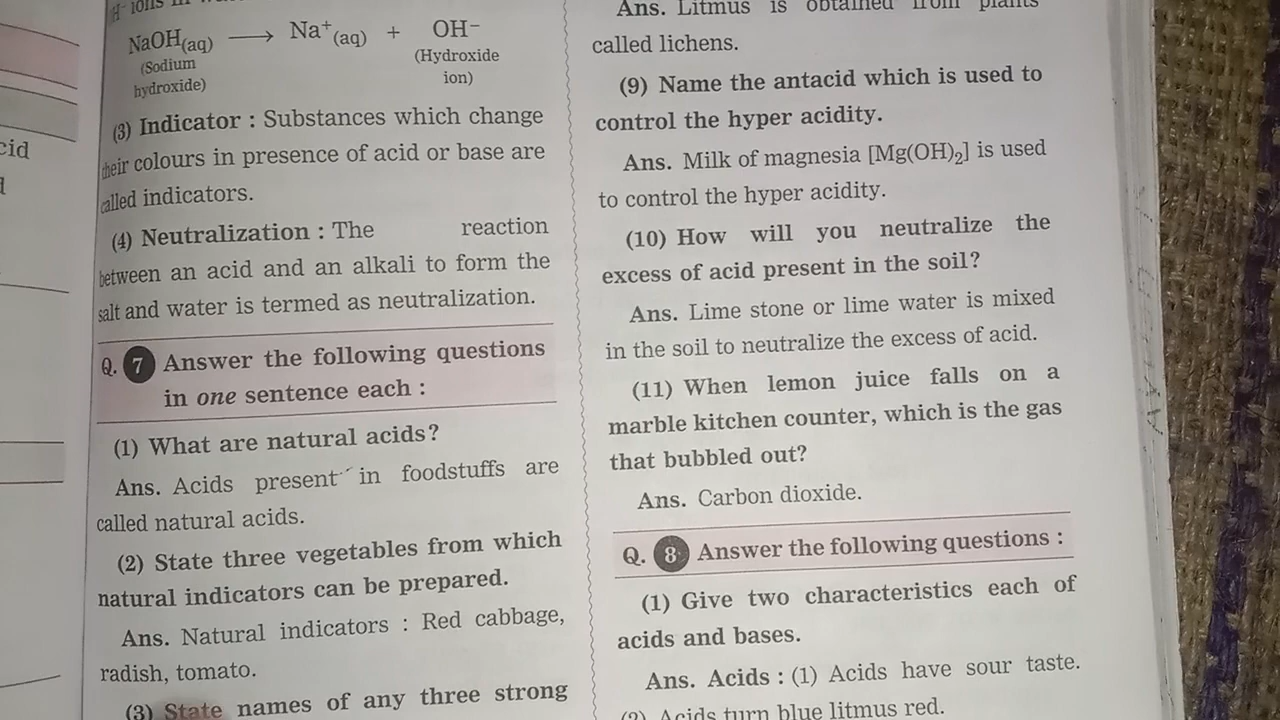 ions in
NaOH(aq) ⟶ Na⁺(aq) + OH⁻
(Sodium hydroxide) (Hydroxide ion)
(3) Indicator : Substances which change
their colours in presence of acid or base are
called indicators.
(4) Neutralization : The reaction
between an acid and an alkali to form the
salt and water is termed as neutralization.
Q. 7 Answer the following questions
in one sentence each :
(1) What are natural acids?
Ans. Acids present in foodstuffs are
called natural acids.
(2) State three vegetables from which
natural indicators can be prepared.
Ans. Natural indicators : Red cabbage,
radish, tomato.
(3) State names of any three strong
Ans. Litmus is obtained from plants
called lichens.
(9) Name the antacid which is used to
control the hyper acidity.
Ans. Milk of magnesia [Mg(OH)₂] is used
to control the hyper acidity.
(10) How will you neutralize the
excess of acid present in the soil?
Ans. Lime stone or lime water is mixed
in the soil to neutralize the excess of acid.
(11) When lemon juice falls on a
marble kitchen counter, which is the gas
that bubbled out?
Ans. Carbon dioxide.
Q. 8 Answer the following questions :
(1) Give two characteristics each of
acids and bases.
Ans. Acids : (1) Acids have sour taste.
(2) Acids turn blue litmus red.